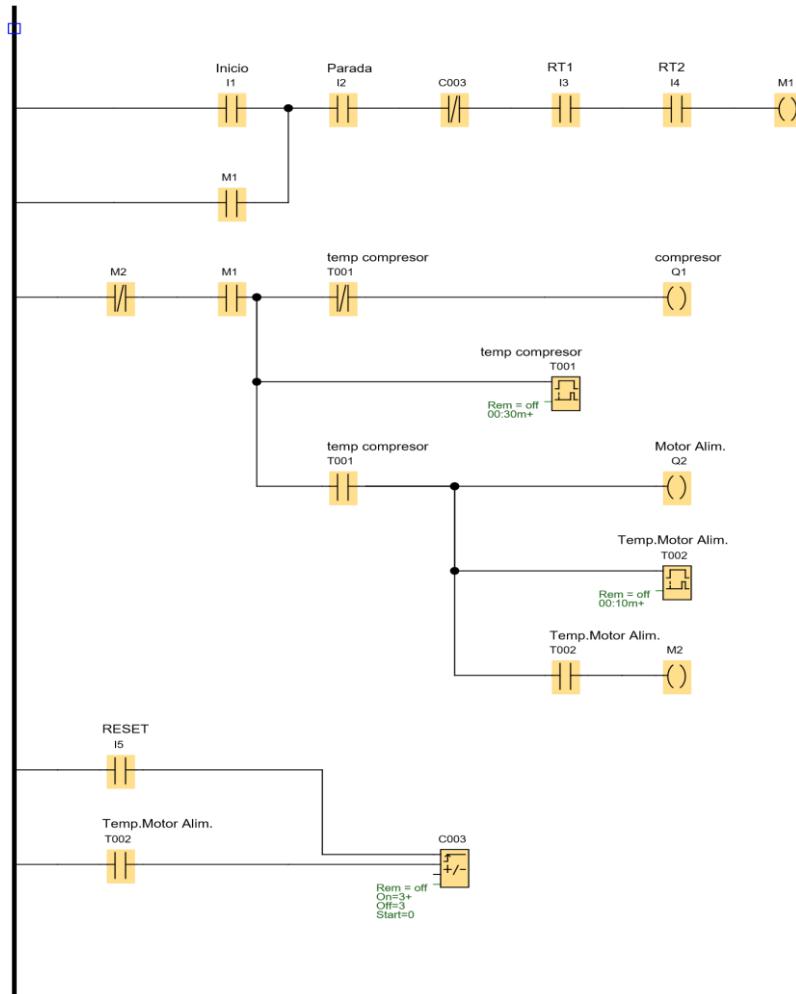 Inicio
I1
Parada
I2
C003
RT1
I3
RT2
I4
M1
M1
M2
M1
temp compresor
T001
compresor
Q1
temp compresor
T001
Rem = off
00:30m+
temp compresor
T001
Motor Alim.
Q2
Temp.Motor Alim.
T002
Rem = off
00:10m+
Temp.Motor Alim.
T002
M2
RESET
I5
Temp.Motor Alim.
T002
C003
+/-
Rem = off
On=3+
Off=3
Start=0